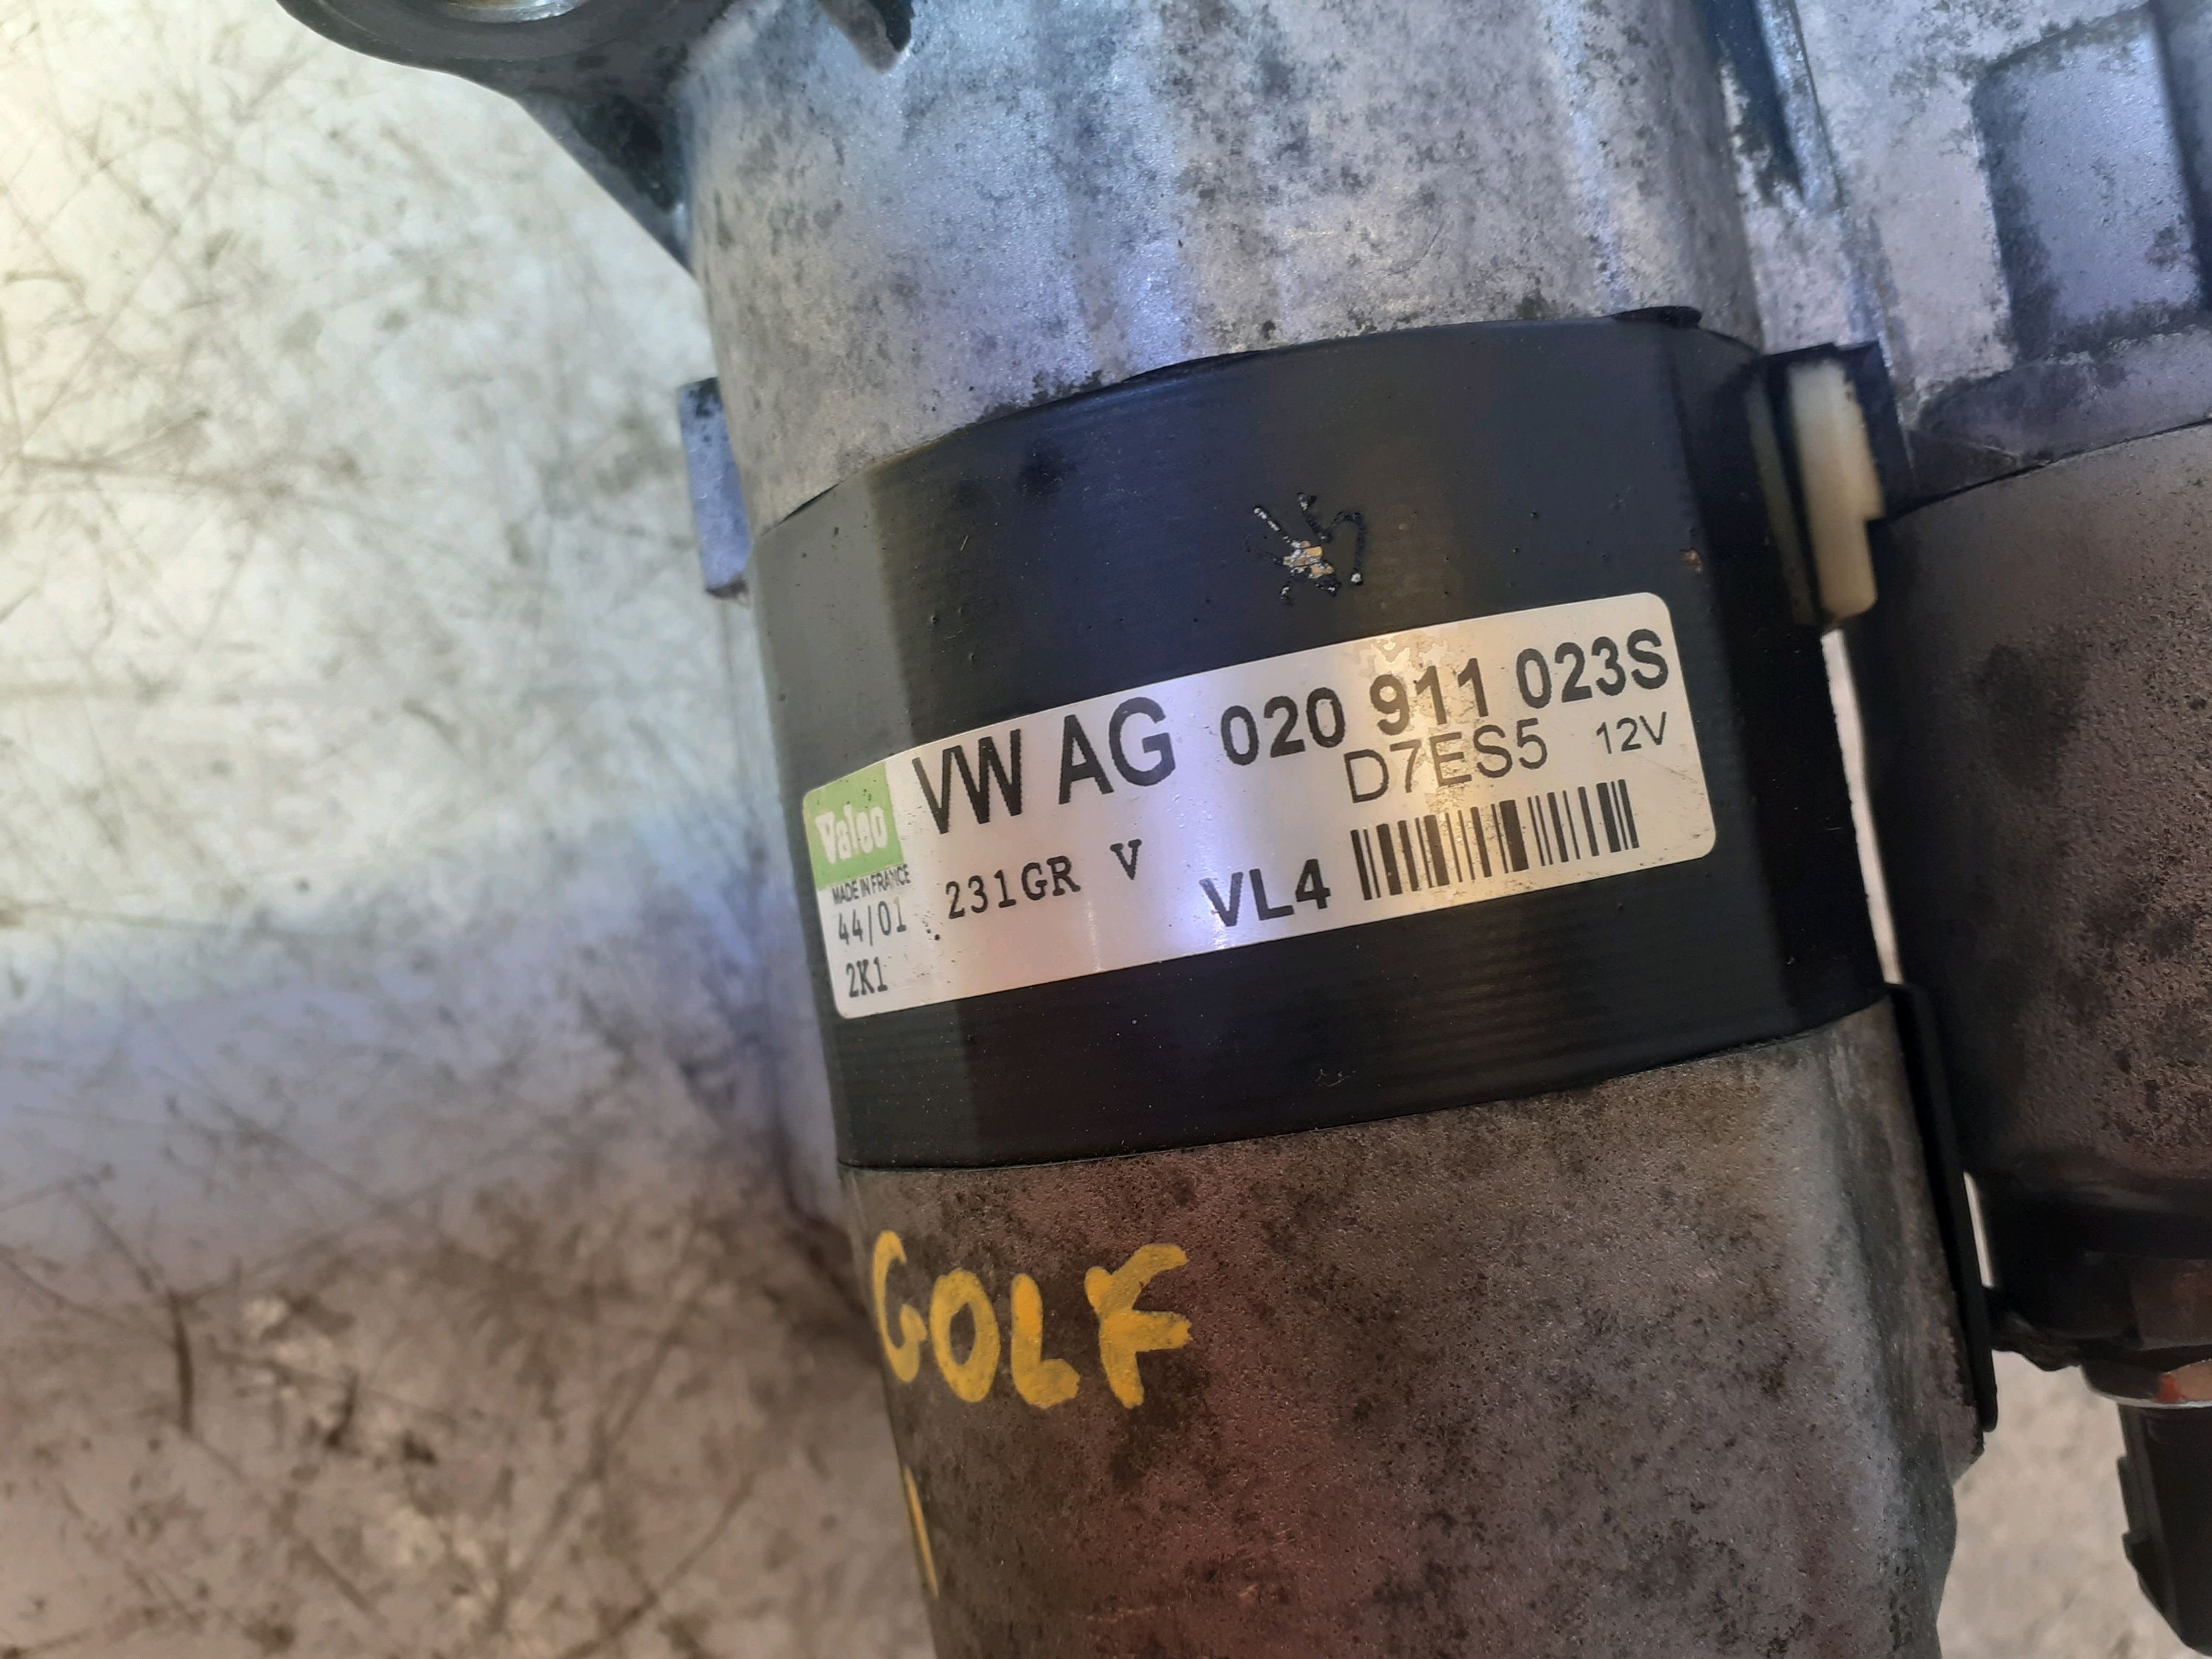 VW AG 020 911 023S
D7ES5 12V
Valeo
MADE IN FRANCE
44/01
2K1
231GR V
VL4
GOLF